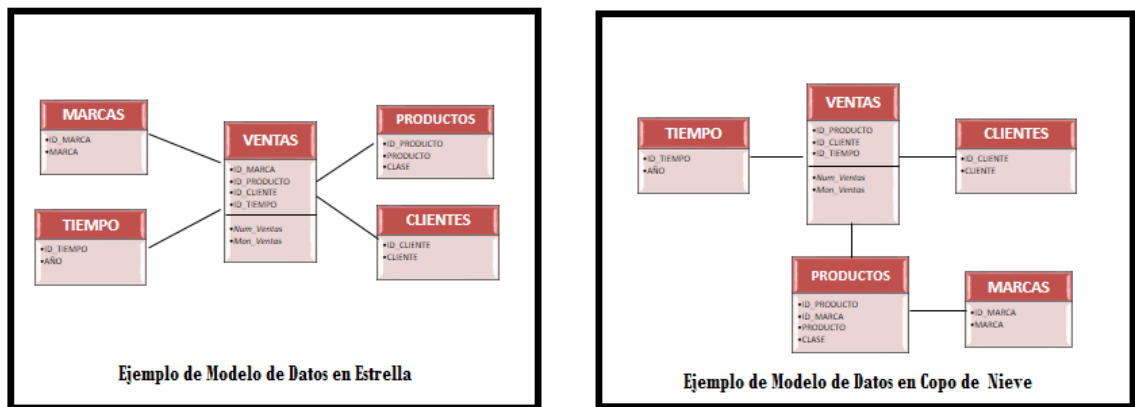 MARCAS
•ID_MARCA
•MARCA
TIEMPO
•ID_TIEMPO
•AÑO
VENTAS
•ID_MARCA
•ID_PRODUCTO
•ID_CLIENTE
•ID_TIEMPO
•Num_Ventas
•Mon_Ventas
PRODUCTOS
•ID_PRODUCTO
•PRODUCTO
•CLASE
CLIENTES
•ID_CLIENTE
•CLIENTE
Ejemplo de Modelo de Datos en Estrella
TIEMPO
•ID_TIEMPO
•AÑO
VENTAS
•ID_PRODUCTO
•ID_CLIENTE
•ID_TIEMPO
•Num_Ventas
•Mon_Ventas
CLIENTES
•ID_CLIENTE
•CLIENTE
PRODUCTOS
•ID_PRODUCTO
•ID_MARCA
•PRODUCTO
•CLASE
MARCAS
•ID_MARCA
•MARCA
Ejemplo de Modelo de Datos en Copo de Nieve